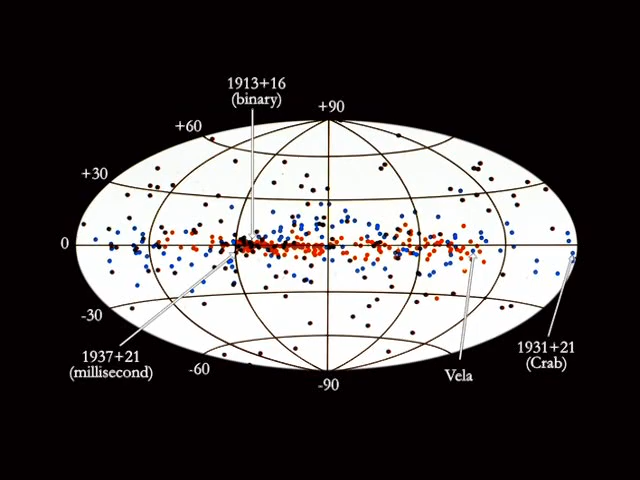 1913+16
(binary)
+90
+60
+30
0
-30
1937+21
(millisecond)
-60
-90
Vela
1931+21
(Crab)